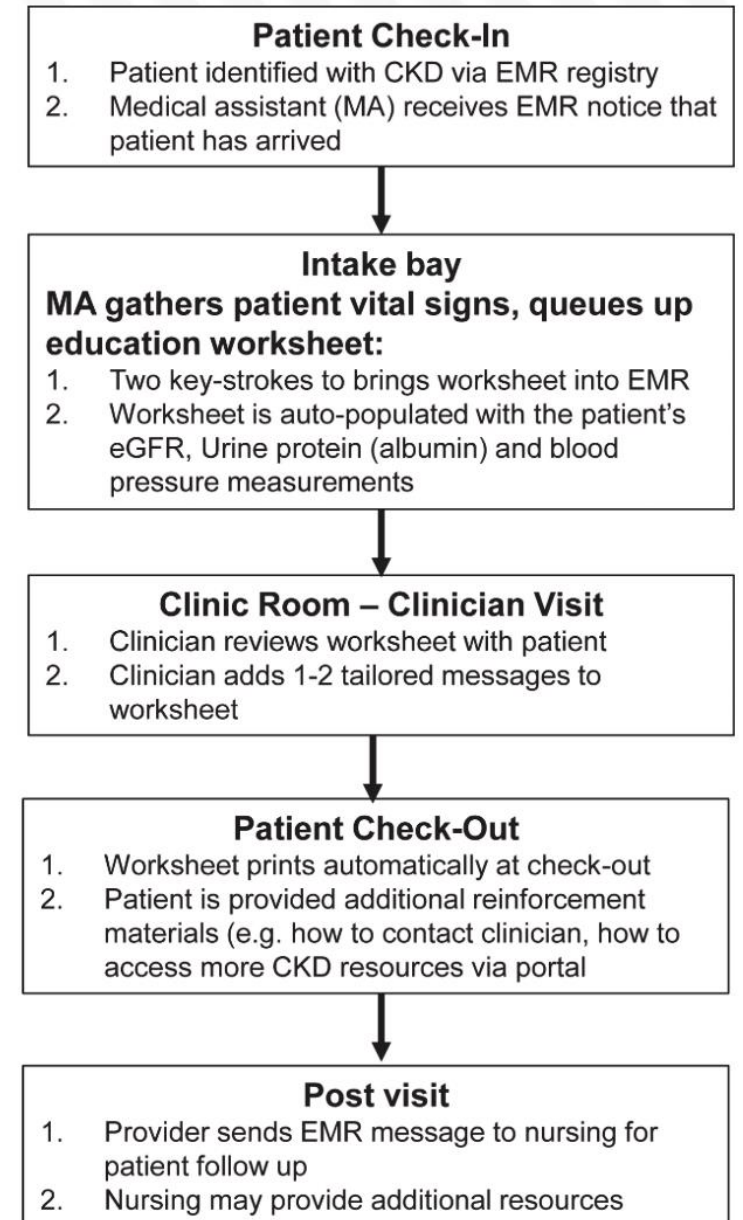 Patient Check-In
1. Patient identified with CKD via EMR registry
2. Medical assistant (MA) receives EMR notice that
patient has arrived
Intake bay
MA gathers patient vital signs, queues up
education worksheet:
1. Two key-strokes to brings worksheet into EMR
2. Worksheet is auto-populated with the patient's
eGFR, Urine protein (albumin) and blood
pressure measurements
Clinic Room – Clinician Visit
1. Clinician reviews worksheet with patient
2. Clinician adds 1-2 tailored messages to
worksheet
Patient Check-Out
1. Worksheet prints automatically at check-out
2. Patient is provided additional reinforcement
materials (e.g. how to contact clinician, how to
access more CKD resources via portal
Post visit
1. Provider sends EMR message to nursing for
patient follow up
2. Nursing may provide additional resources